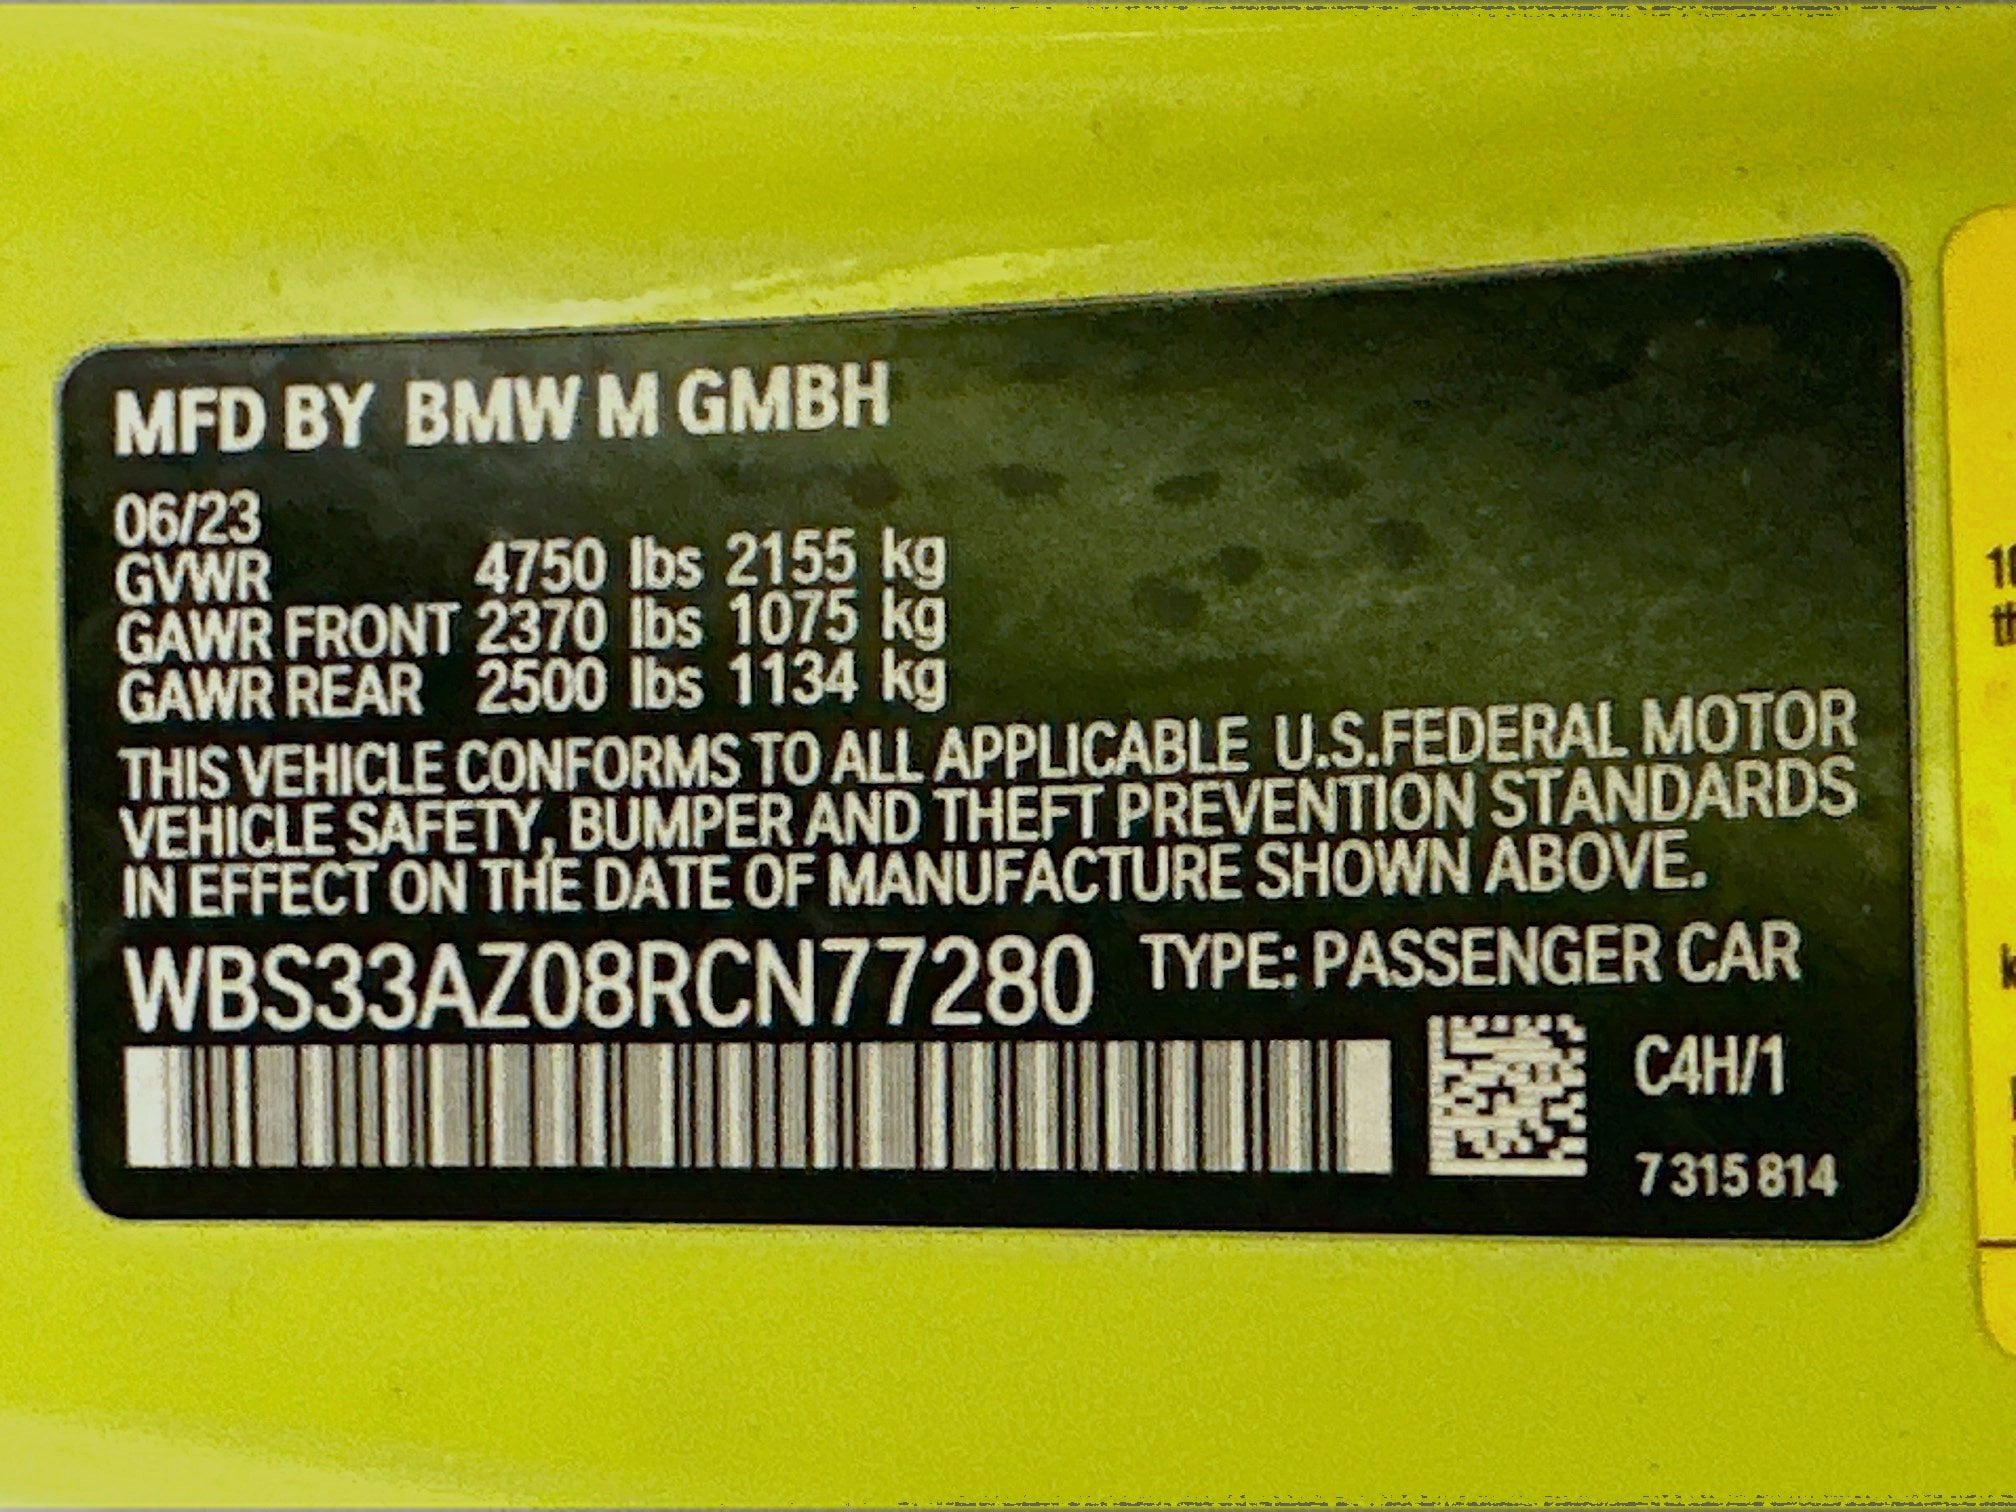 MFD BY BMW M GMBH
06/23
GVWR 4750 lbs 2155 kg
GAWR FRONT 2370 lbs 1075 kg
GAWR REAR 2500 lbs 1134 kg
THIS VEHICLE CONFORMS TO ALL APPLICABLE U.S.FEDERAL MOTOR
VEHICLE SAFETY, BUMPER AND THEFT PREVENTION STANDARDS
IN EFFECT ON THE DATE OF MANUFACTURE SHOWN ABOVE.
WBS33AZ08RCN77280 TYPE: PASSENGER CAR
C4H/1
7 315 814